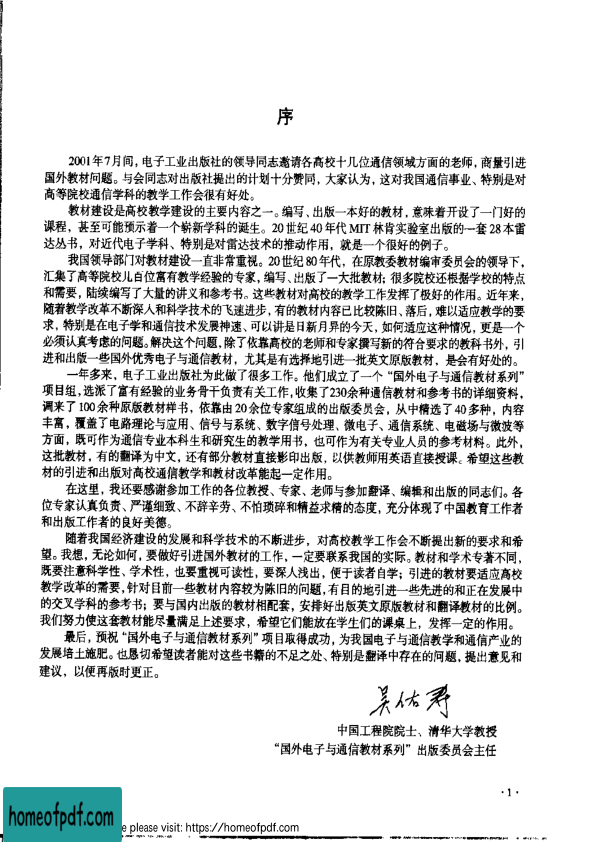 序
2001年7月间，电子工业出版社的领导同志邀请各高校十几位通信领域方面的老师，商量引进
国外教材问题。与会同志对出版社提出的计划十分赞同，大家认为，这对我国通信事业、特别是对
高等院校通信学科的教学工作会很有好处。
教材建设是高校教学建设的主要内容之一。编写、出版一本好的教材，意味着开设了一门好的
课程，甚至可能预示着一个崭新学科的诞生。20世纪40年代MIT林肯实验室出版的一套28本雷
达丛书，对近代电子学科、特别是对雷达技术的推动作用，就是一个很好的例子。
我国领导部门对教材建设一直非常重视。20世纪80年代，在原教委教材编审委员会的领导下，
汇集了高等院校几百位富有教学经验的专家，编写、出版了一大批教材；很多院校还根据学校的特点
和需要，陆续编写了大量的讲义和参考书。这些教材对高校的教学工作发挥了极好的作用。近年来，
随着教学改革不断深入和科学技术的飞速进步，有的教材内容已比较陈旧、落后，难以适应教学的要
求，特别是在电子学和通信技术发展神速、可以讲是日新月异的今天，如何适应这种情况，更是一个
必须认真考虑的问题。解决这个问题，除了依靠高校的老师和专家撰写新的符合要求的教科书外，引
进和出版一些国外优秀电子与通信教材，尤其是有选择地引进一批英文原版教材，是会有好处的。
一年多来，电子工业出版社为此做了很多工作。他们成立了一个“国外电子与通信教材系列”
项目组，选派了富有经验的业务骨干负责有关工作，收集了230余种通信教材和参考书的详细资料，
调来了100余种原版教材样书，依靠由20余位专家组成的出版委员会，从中精选了40多种，内容
丰富，覆盖了电路理论与应用、信号与系统、数字信号处理、微电子、通信系统、电磁场与微波等
方面，既可作为通信专业本科生和研究生的教学用书，也可作为有关专业人员的参考材料。此外，
这批教材，有的翻译为中文，还有部分教材直接影印出版，以供教师用英语直接授课。希望这些教
材的引进和出版对高校通信教学和教材改革能起一定作用。
在这里，我还要感谢参加工作的各位教授、专家、老师与参加翻译、编辑和出版的同志们。各
位专家认真负责、严谨细致、不辞辛劳、不怕琐碎和精益求精的态度，充分体现了中国教育工作者
和出版工作者的良好美德。
随着我国经济建设的发展和科学技术的不断进步，对高校教学工作会不断提出新的要求和希
望。我想，无论如何，要做好引进国外教材的工作，一定要联系我国的实际。教材和学术专著不同，
既要注意科学性、学术性，也要重视可读性，要深入浅出，便于读者自学；引进的教材要适应高校
教学改革的需要，针对目前一些教材内容较为陈旧的问题，有目的地引进一些先进的和正在发展中
的交叉学科的参考书；要与国内出版的教材相配套，安排好出版英文原版教材和翻译教材的比例。
我们努力使这套教材能尽量满足上述要求，希望它们能放在学生们的课桌上，发挥一定的作用。
最后，预祝“国外电子与通信教材系列”项目取得成功，为我国电子与通信教学和通信产业的
发展培土施肥。也恳切希望读者能对这些书籍的不足之处、特别是翻译中存在的问题，提出意见和
建议，以便再版时更正。
吴佑寿
中国工程院院士、清华大学教授
“国外电子与通信教材系列”出版委员会主任
·1·
homeofpdf.com
e please visit: https://homeofpdf.com